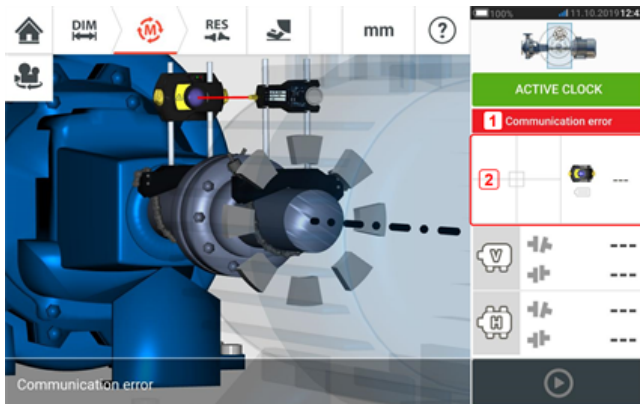 DIM
M
RES
mm
?
100%
11.10.2019 12:4
ACTIVE CLOCK
1 Communication error
2
---
V
---
---
H
---
---
Communication error